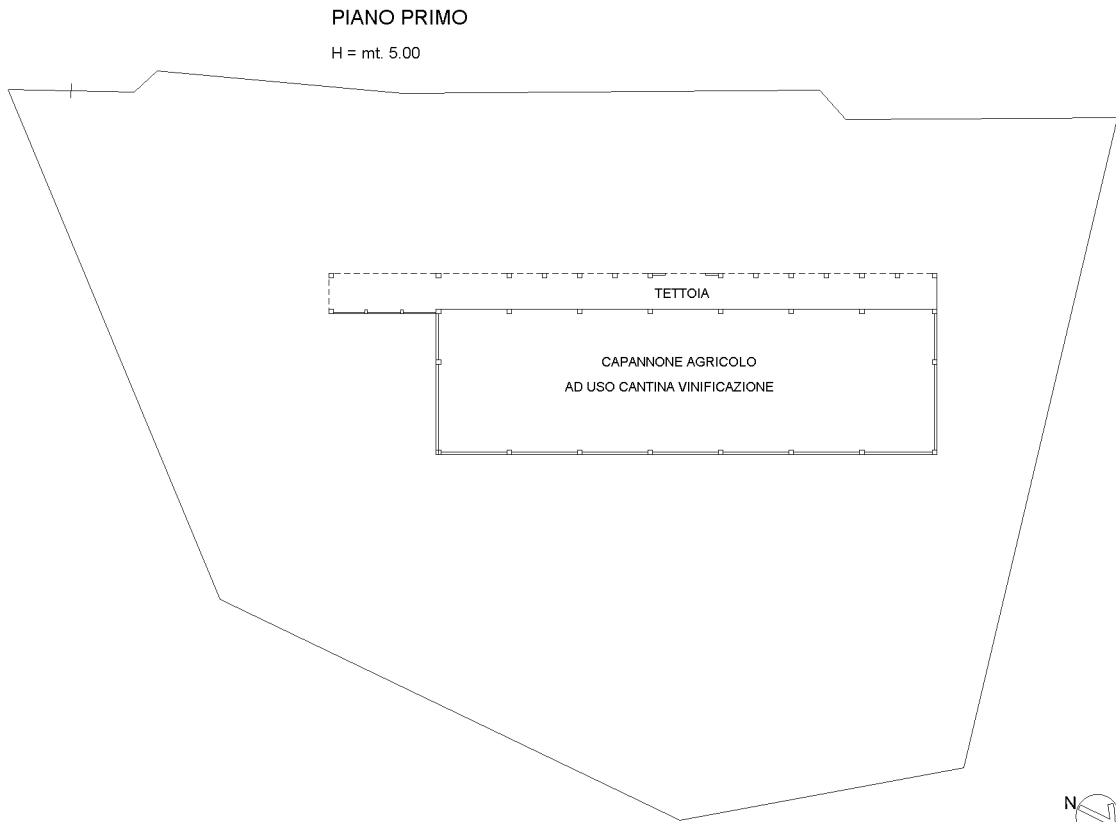 PIANO PRIMO
H = mt. 5.00
TETTOIA
CAPANNONE AGRICOLO
AD USO CANTINA VINIFICAZIONE
N